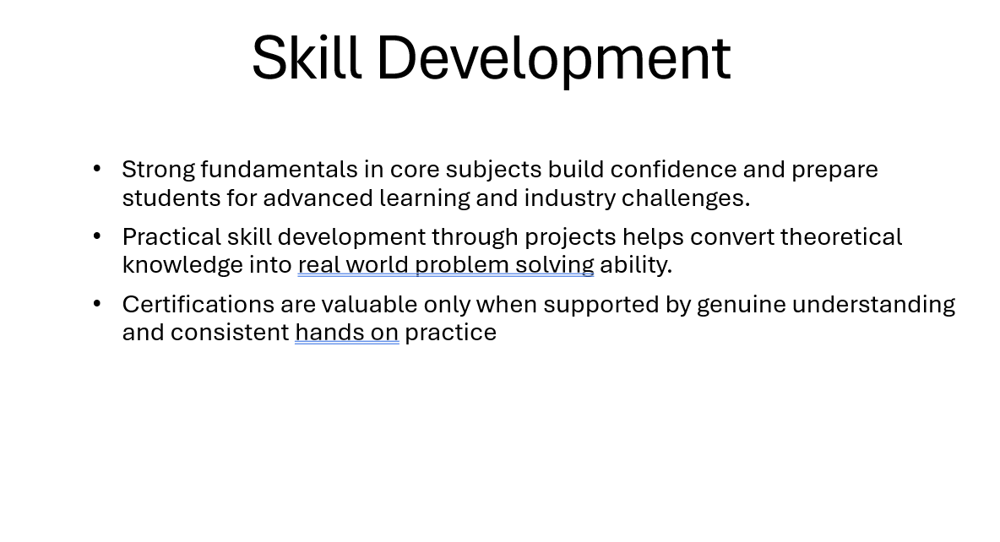 Skill Development
• Strong fundamentals in core subjects build confidence and prepare
students for advanced learning and industry challenges.
• Practical skill development through projects helps convert theoretical
knowledge into real world problem solving ability.
• Certifications are valuable only when supported by genuine understanding
and consistent hands on practice